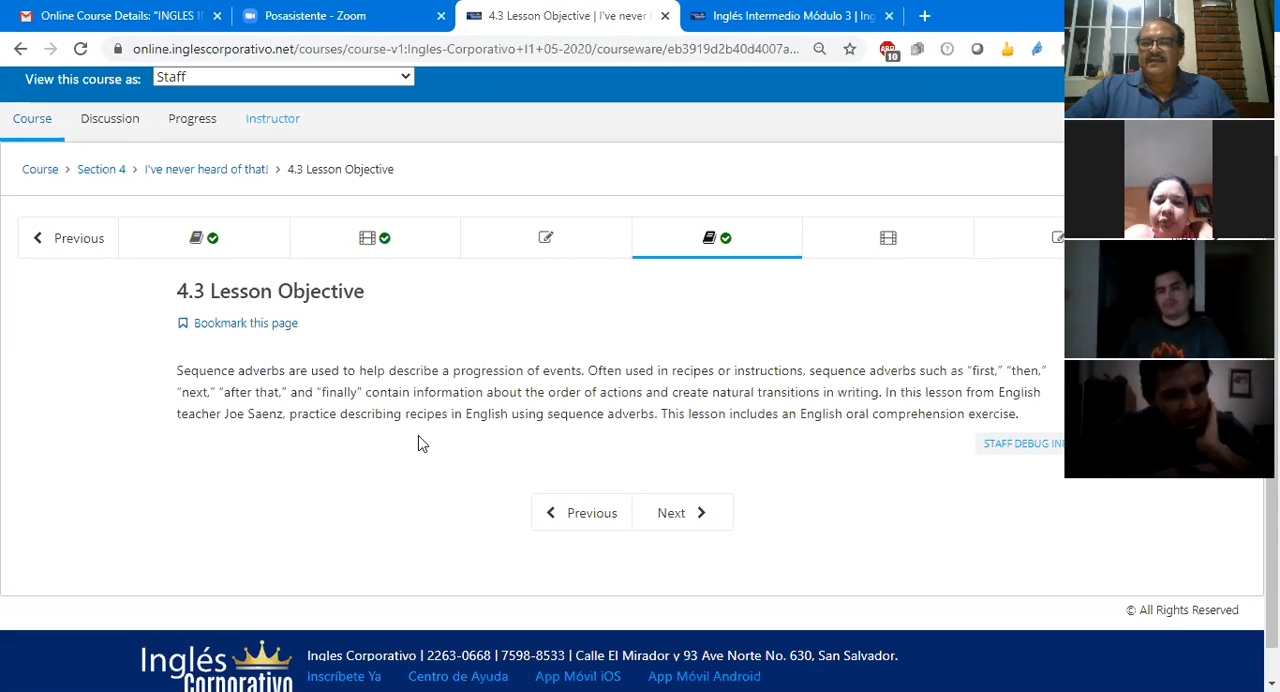 Online Course Details: "INGLES I
Posasistente - Zoom
4.3 Lesson Objective | I've never
Inglés Intermedio Módulo 3 | Ing
online.inglescorporativo.net/courses/course-v1:Ingles-Corporativo+I1+05-2020/courseware/eb3919d2b40d4007a...
10
View this course as: Staff
Course Discussion Progress Instructor
Course > Section 4 > I've never heard of that! > 4.3 Lesson Objective
Previous
4.3 Lesson Objective
Bookmark this page
Sequence adverbs are used to help describe a progression of events. Often used in recipes or instructions, sequence adverbs such as “first,” “then,”
“next,” “after that,” and “finally” contain information about the order of actions and create natural transitions in writing. In this lesson from English
teacher Joe Saenz, practice describing recipes in English using sequence adverbs. This lesson includes an English oral comprehension exercise.
STAFF DEBUG INF
Previous Next
© All Rights Reserved
Inglés Corporativo
Ingles Corporativo | 2263-0668 | 7598-8533 | Calle El Mirador y 93 Ave Norte No. 630, San Salvador.
Inscríbete Ya Centro de Ayuda App Móvil iOS App Móvil Android